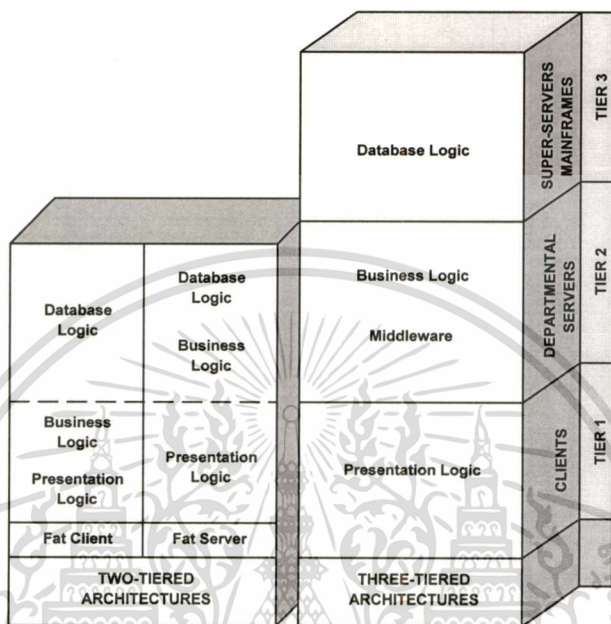 Database Logic
Business Logic
Middleware
Presentation Logic
THREE-TIERED
ARCHITECTURES
SUPER-SERVERS
MAINFRAMES
DEPARTMENTAL
SERVERS
CLIENTS
TIER 3
TIER 2
TIER 1
Database
Logic
Business
Logic
Presentation
Logic
Fat Client
Database
Logic
Business
Logic
Presentation
Logic
Fat Server
TWO-TIERED
ARCHITECTURES